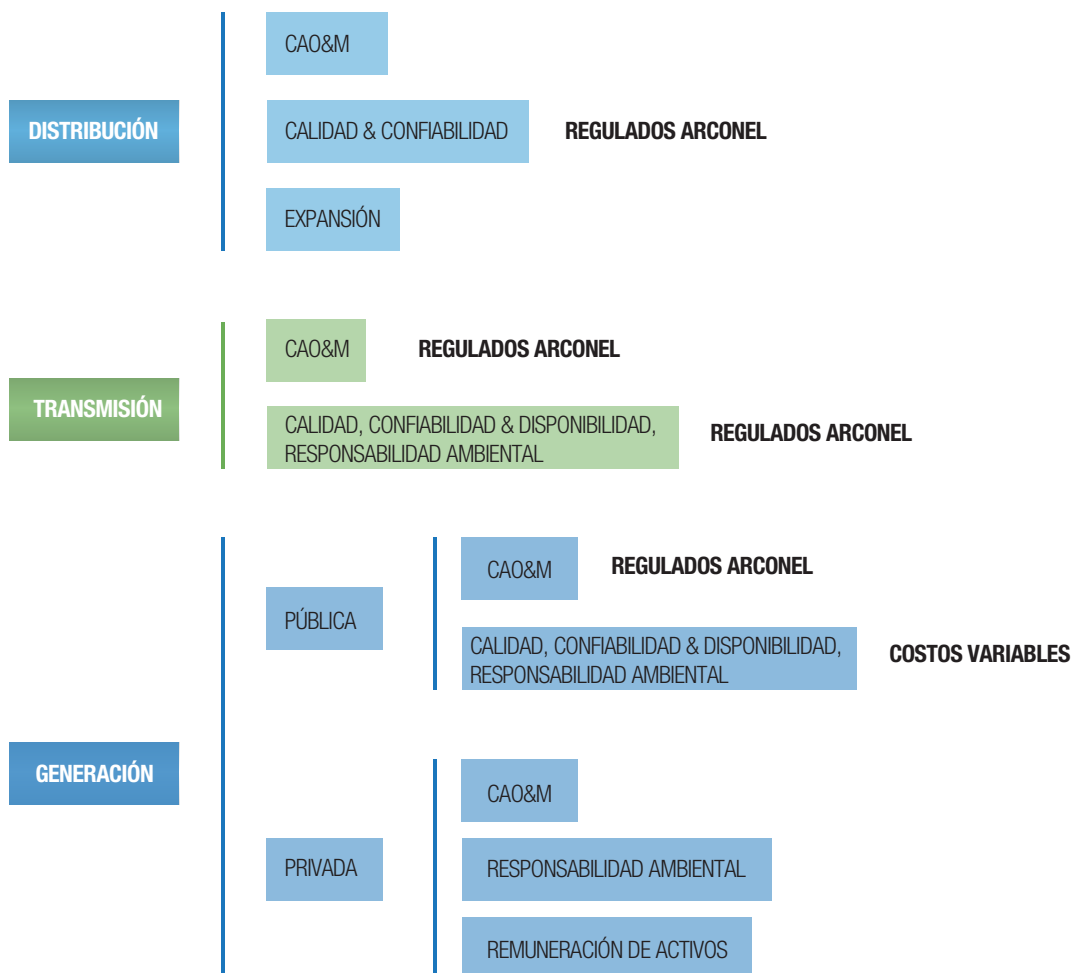 DISTRIBUCIÓN
CAO&M
CALIDAD & CONFIABILIDAD
REGULADOS ARCONEL
EXPANSIÓN
TRANSMISIÓN
CAO&M
REGULADOS ARCONEL
CALIDAD, CONFIABILIDAD & DISPONIBILIDAD,
RESPONSABILIDAD AMBIENTAL
REGULADOS ARCONEL
GENERACIÓN
PÚBLICA
CAO&M
REGULADOS ARCONEL
CALIDAD, CONFIABILIDAD & DISPONIBILIDAD,
RESPONSABILIDAD AMBIENTAL
COSTOS VARIABLES
PRIVADA
CAO&M
RESPONSABILIDAD AMBIENTAL
REMUNERACIÓN DE ACTIVOS